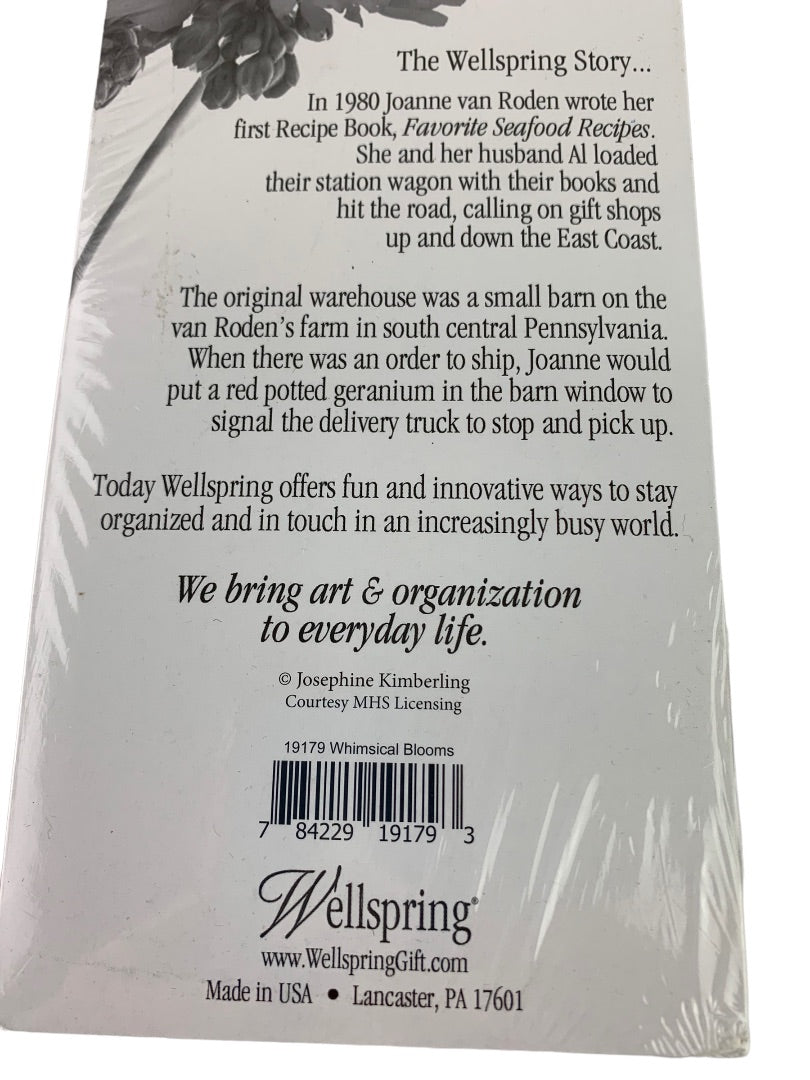 The Wellspring Story...
In 1980 Joanne van Roden wrote her
first Recipe Book, Favorite Seafood Recipes.
She and her husband Al loaded
their station wagon with their books and
hit the road, calling on gift shops
up and down the East Coast.
The original warehouse was a small barn on the
van Roden's farm in south central Pennsylvania.
When there was an order to ship, Joanne would
put a red potted geranium in the barn window to
signal the delivery truck to stop and pick up.
Today Wellspring offers fun and innovative ways to stay
organized and in touch in an increasingly busy world.
We bring art & organization
to everyday life.
© Josephine Kimberling
Courtesy MHS Licensing
19179 Whimsical Blooms
7 84229 19179 3
Wellspring®
www.WellspringGift.com
Made in USA • Lancaster, PA 17601